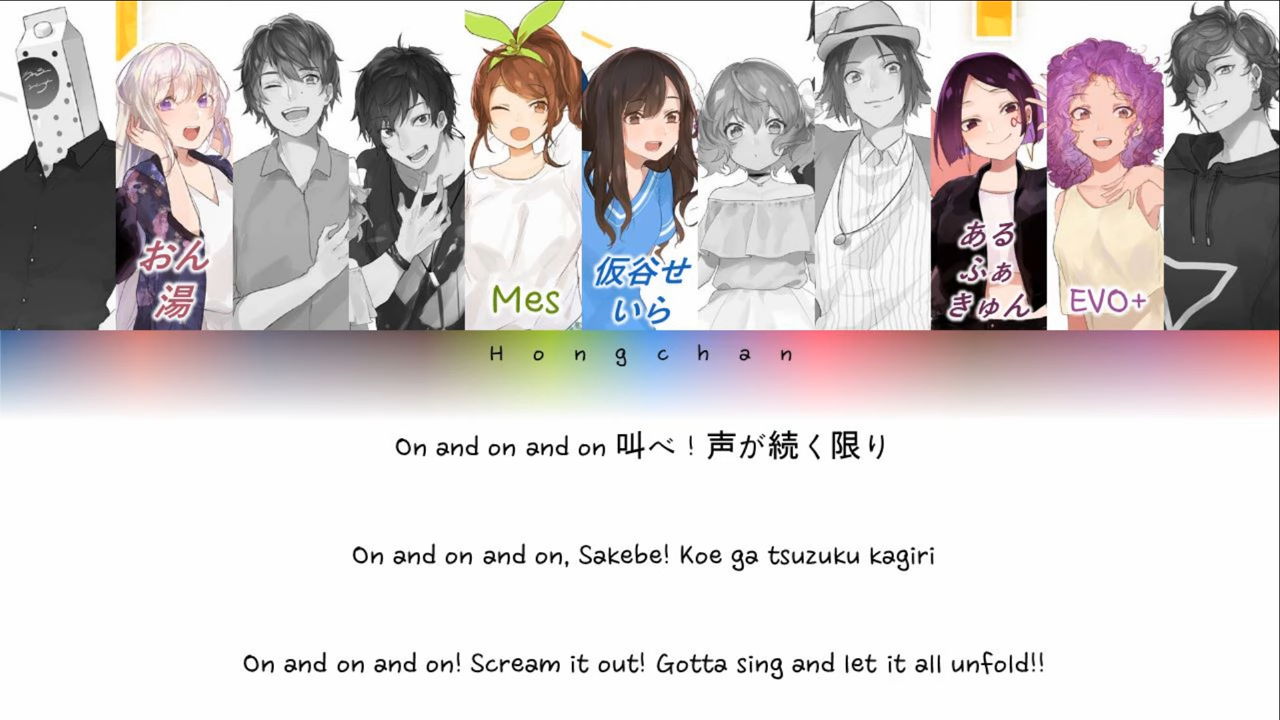 おん
湯
Mes
仮谷せ
いら
ある
ふぁ
きゅん
EVO+
Hongchan
On and on and on 叫べ！声が続く限り
On and on and on, Sakebe! Koe ga tsuzuku kagiri
On and on and on! Scream it out! Gotta sing and let it all unfold!!